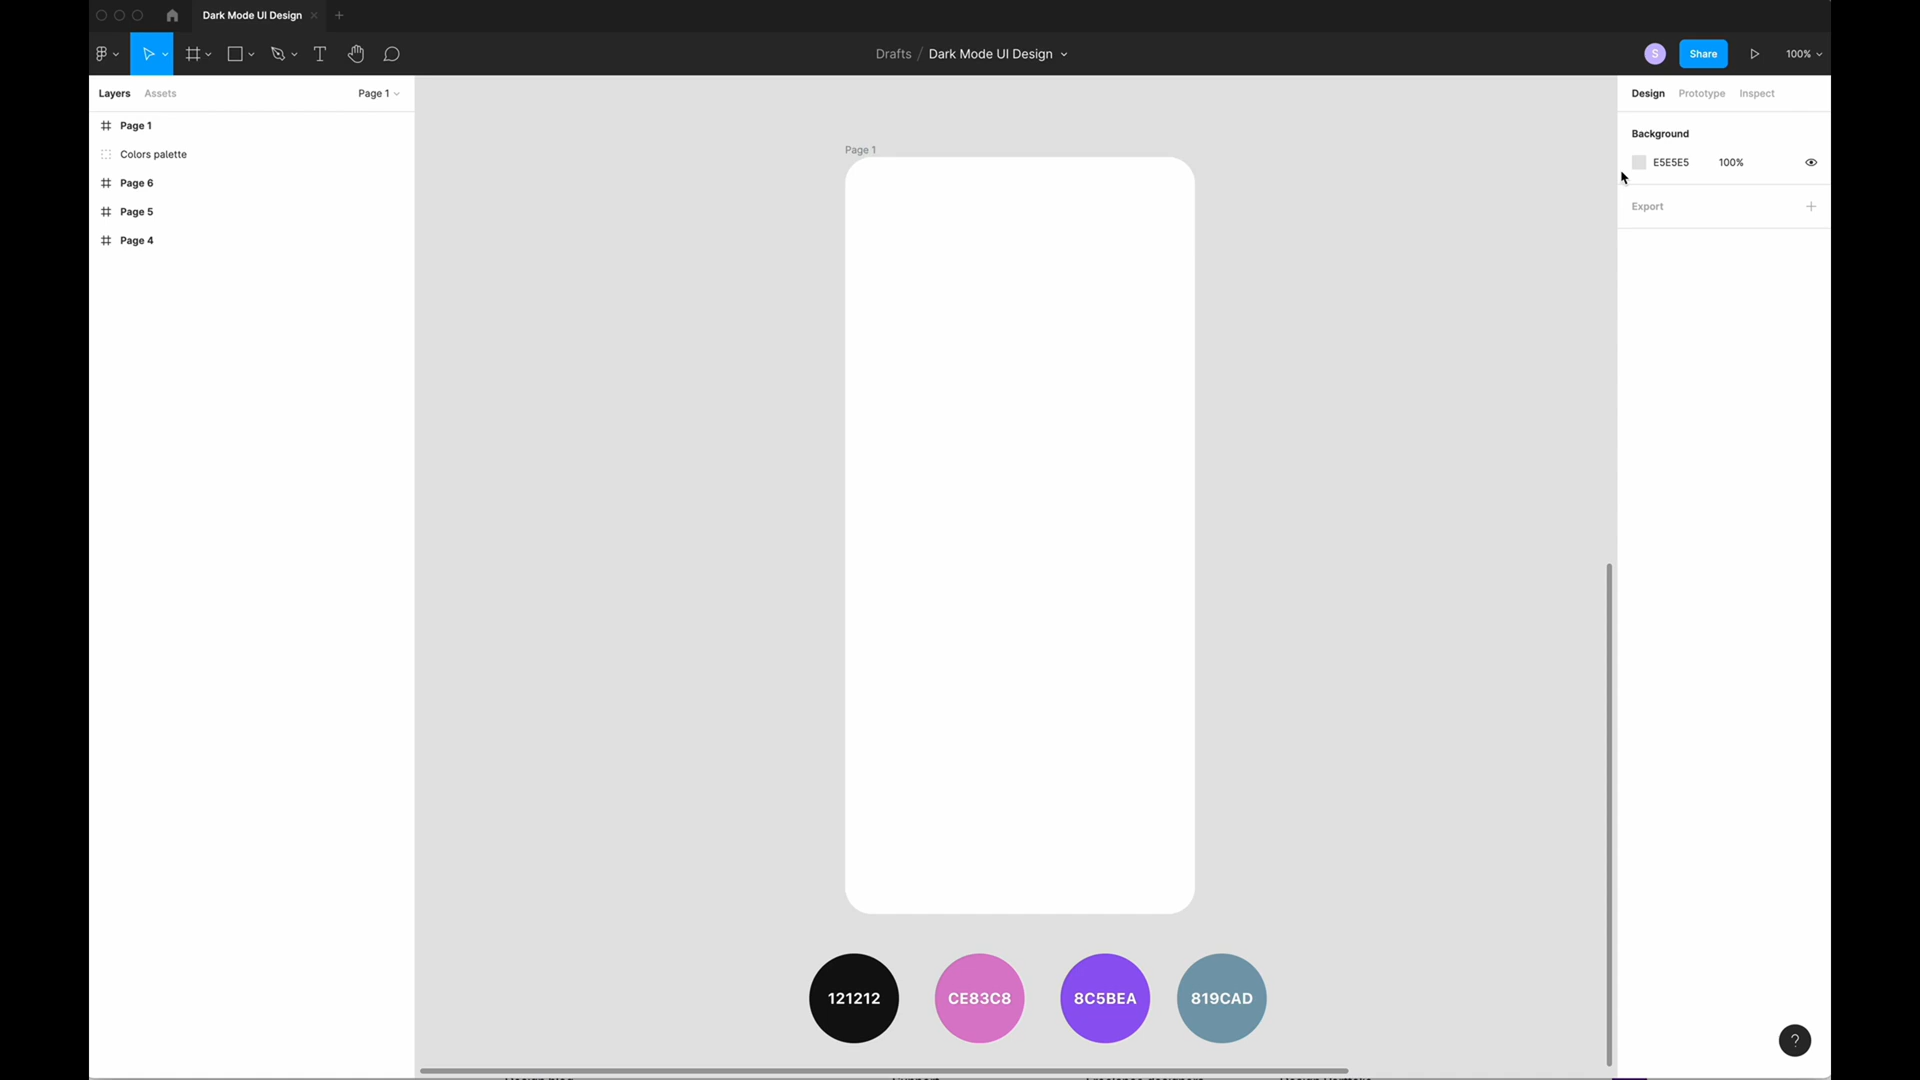 Dark Mode UI Design
Drafts / Dark Mode UI Design
S
Share
100%
Layers
Assets
Page 1
Page 1
Colors palette
Page 6
Page 5
Page 4
Page 1
Design
Prototype
Inspect
Background
E5E5E5
100%
Export
121212
CE83C8
8C5BEA
819CAD
?